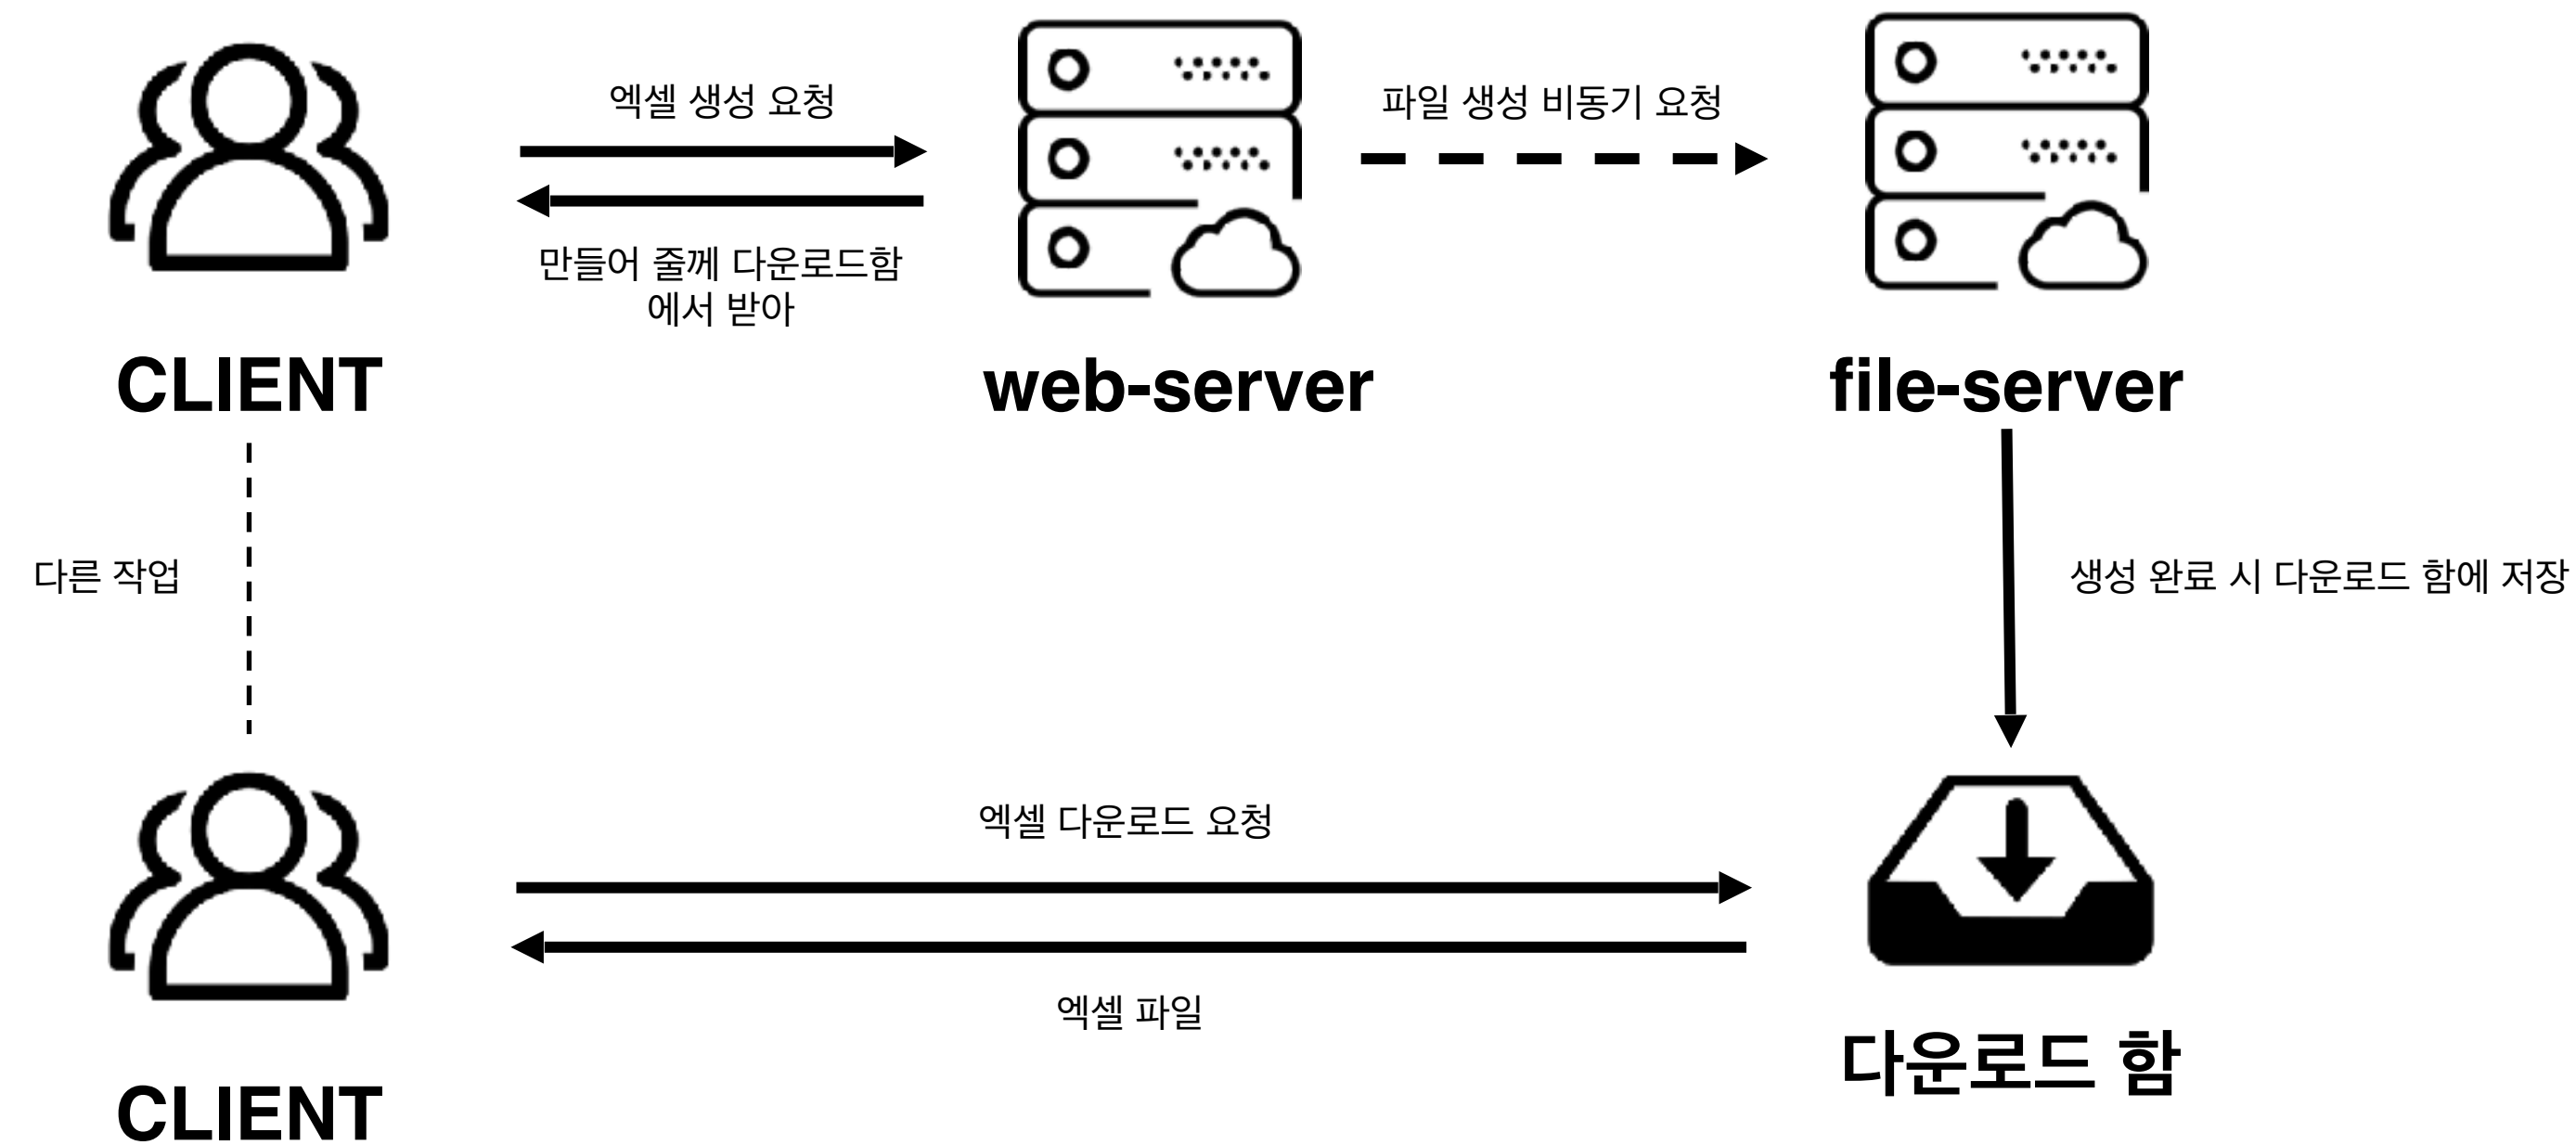 엑셀 생성 요청
파일 생성 비동기 요청
만들어 줄께 다운로드함
에서 받아
CLIENT
web-server
file-server
다른 작업
생성 완료 시 다운로드 함에 저장
엑셀 다운로드 요청
엑셀 파일
다운로드 함
CLIENT